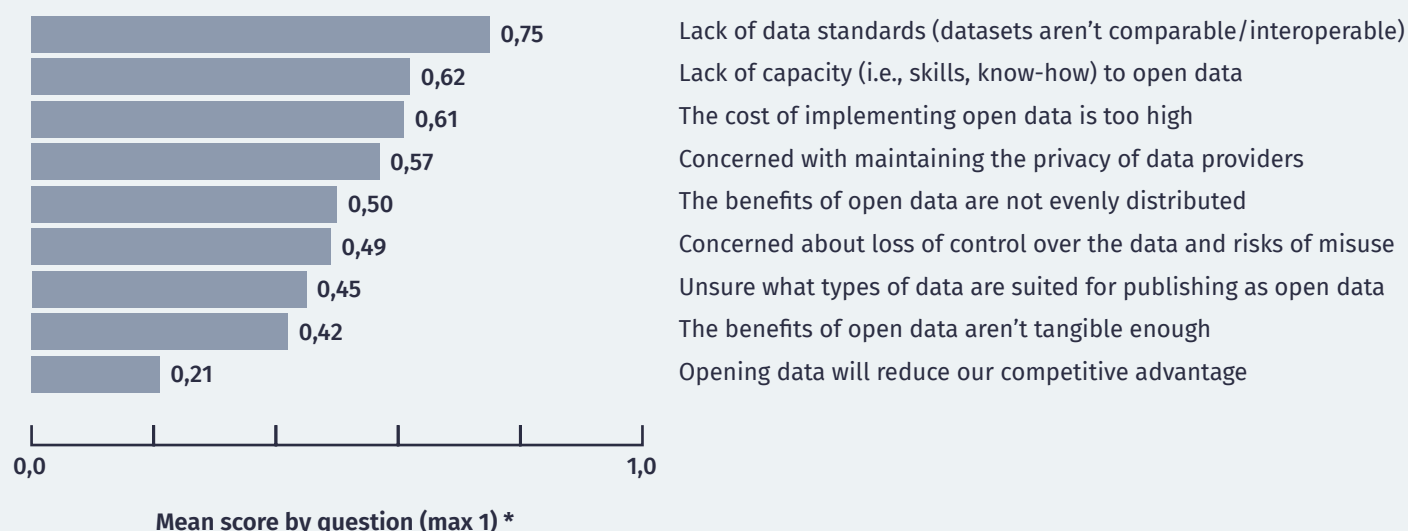 0,75 Lack of data standards (datasets aren’t comparable/interoperable)
0,62 Lack of capacity (i.e., skills, know-how) to open data
0,61 The cost of implementing open data is too high
0,57 Concerned with maintaining the privacy of data providers
0,50 The benefits of open data are not evenly distributed
0,49 Concerned about loss of control over the data and risks of misuse
0,45 Unsure what types of data are suited for publishing as open data
0,42 The benefits of open data aren’t tangible enough
0,21 Opening data will reduce our competitive advantage
0,0 1,0
Mean score by question (max 1) *